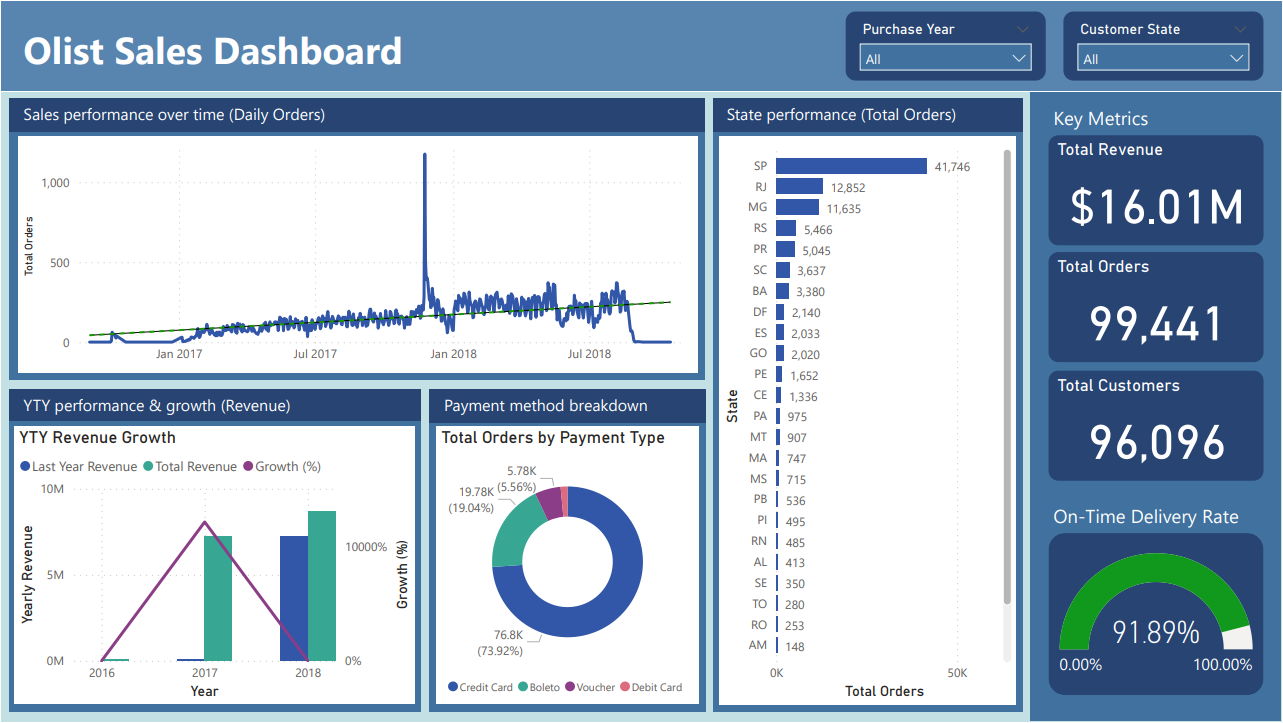 Olist Sales Dashboard
Purchase Year
All
Customer State
All
Sales performance over time (Daily Orders)
Total Orders
1,000
500
0
Jan 2017
Jul 2017
Jan 2018
Jul 2018
YTY performance & growth (Revenue)
YTY Revenue Growth
Last Year Revenue
Total Revenue
Growth (%)
Yearly Revenue
10M
5M
0M
10000%
0%
Growth (%)
2016
2017
2018
Year
Payment method breakdown
Total Orders by Payment Type
5.78K
(5.56%)
19.78K
(19.04%)
76.8K
(73.92%)
Credit Card
Boleto
Voucher
Debit Card
State performance (Total Orders)
State
SP 41,746
RJ 12,852
MG 11,635
RS 5,466
PR 5,045
SC 3,637
BA 3,380
DF 2,140
ES 2,033
GO 2,020
PE 1,652
CE 1,336
PA 975
MT 907
MA 747
MS 715
PB 536
PI 495
RN 485
AL 413
SE 350
TO 280
RO 253
AM 148
0K
50K
Total Orders
Key Metrics
Total Revenue
$16.01M
Total Orders
99,441
Total Customers
96,096
On-Time Delivery Rate
91.89%
0.00%
100.00%